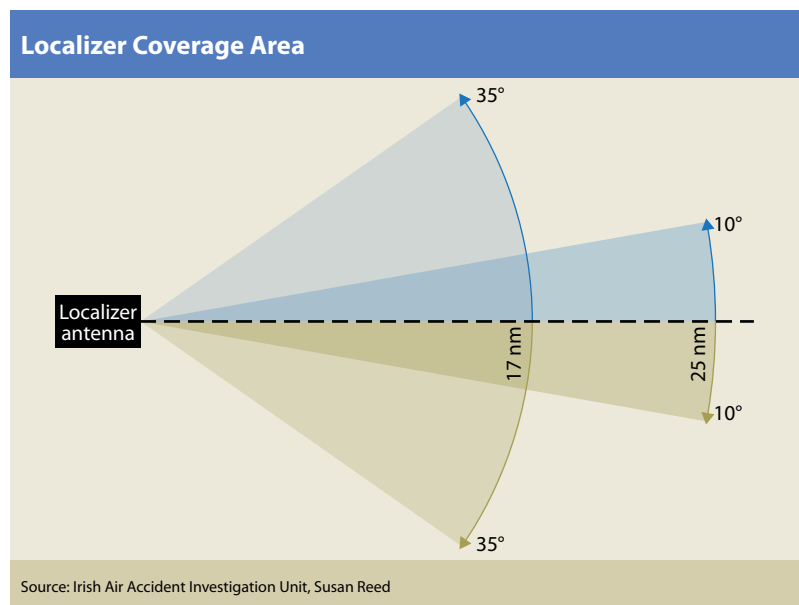 Localizer Coverage Area
35°
10°
Localizer
antenna
17 nm
25 nm
10°
35°
Source: Irish Air Accident Investigation Unit, Susan Reed